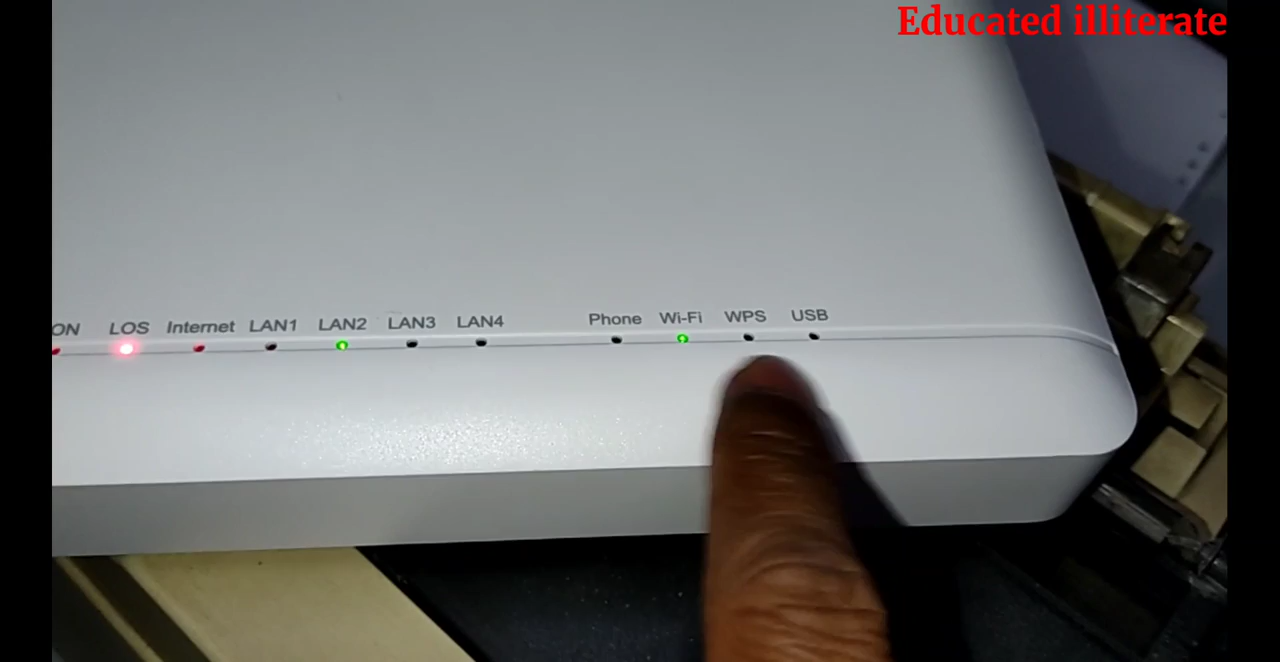 Educated illiterate
ON LOS Internet LAN1 LAN2 LAN3 LAN4 Phone Wi-Fi WPS USB